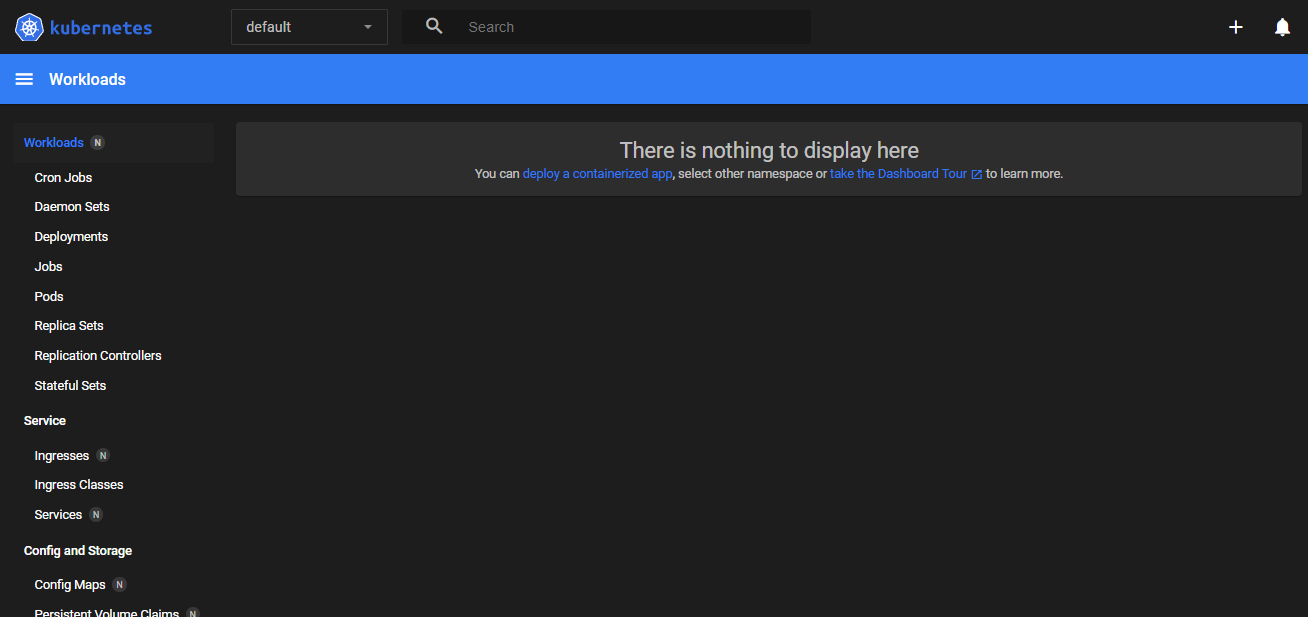 kubernetes
default
Search
Workloads
Workloads N
Cron Jobs
Daemon Sets
Deployments
Jobs
Pods
Replica Sets
Replication Controllers
Stateful Sets
Service
Ingresses N
Ingress Classes
Services N
Config and Storage
Config Maps N
Persistent Volume Claims N
There is nothing to display here
You can deploy a containerized app, select other namespace or take the Dashboard Tour to learn more.